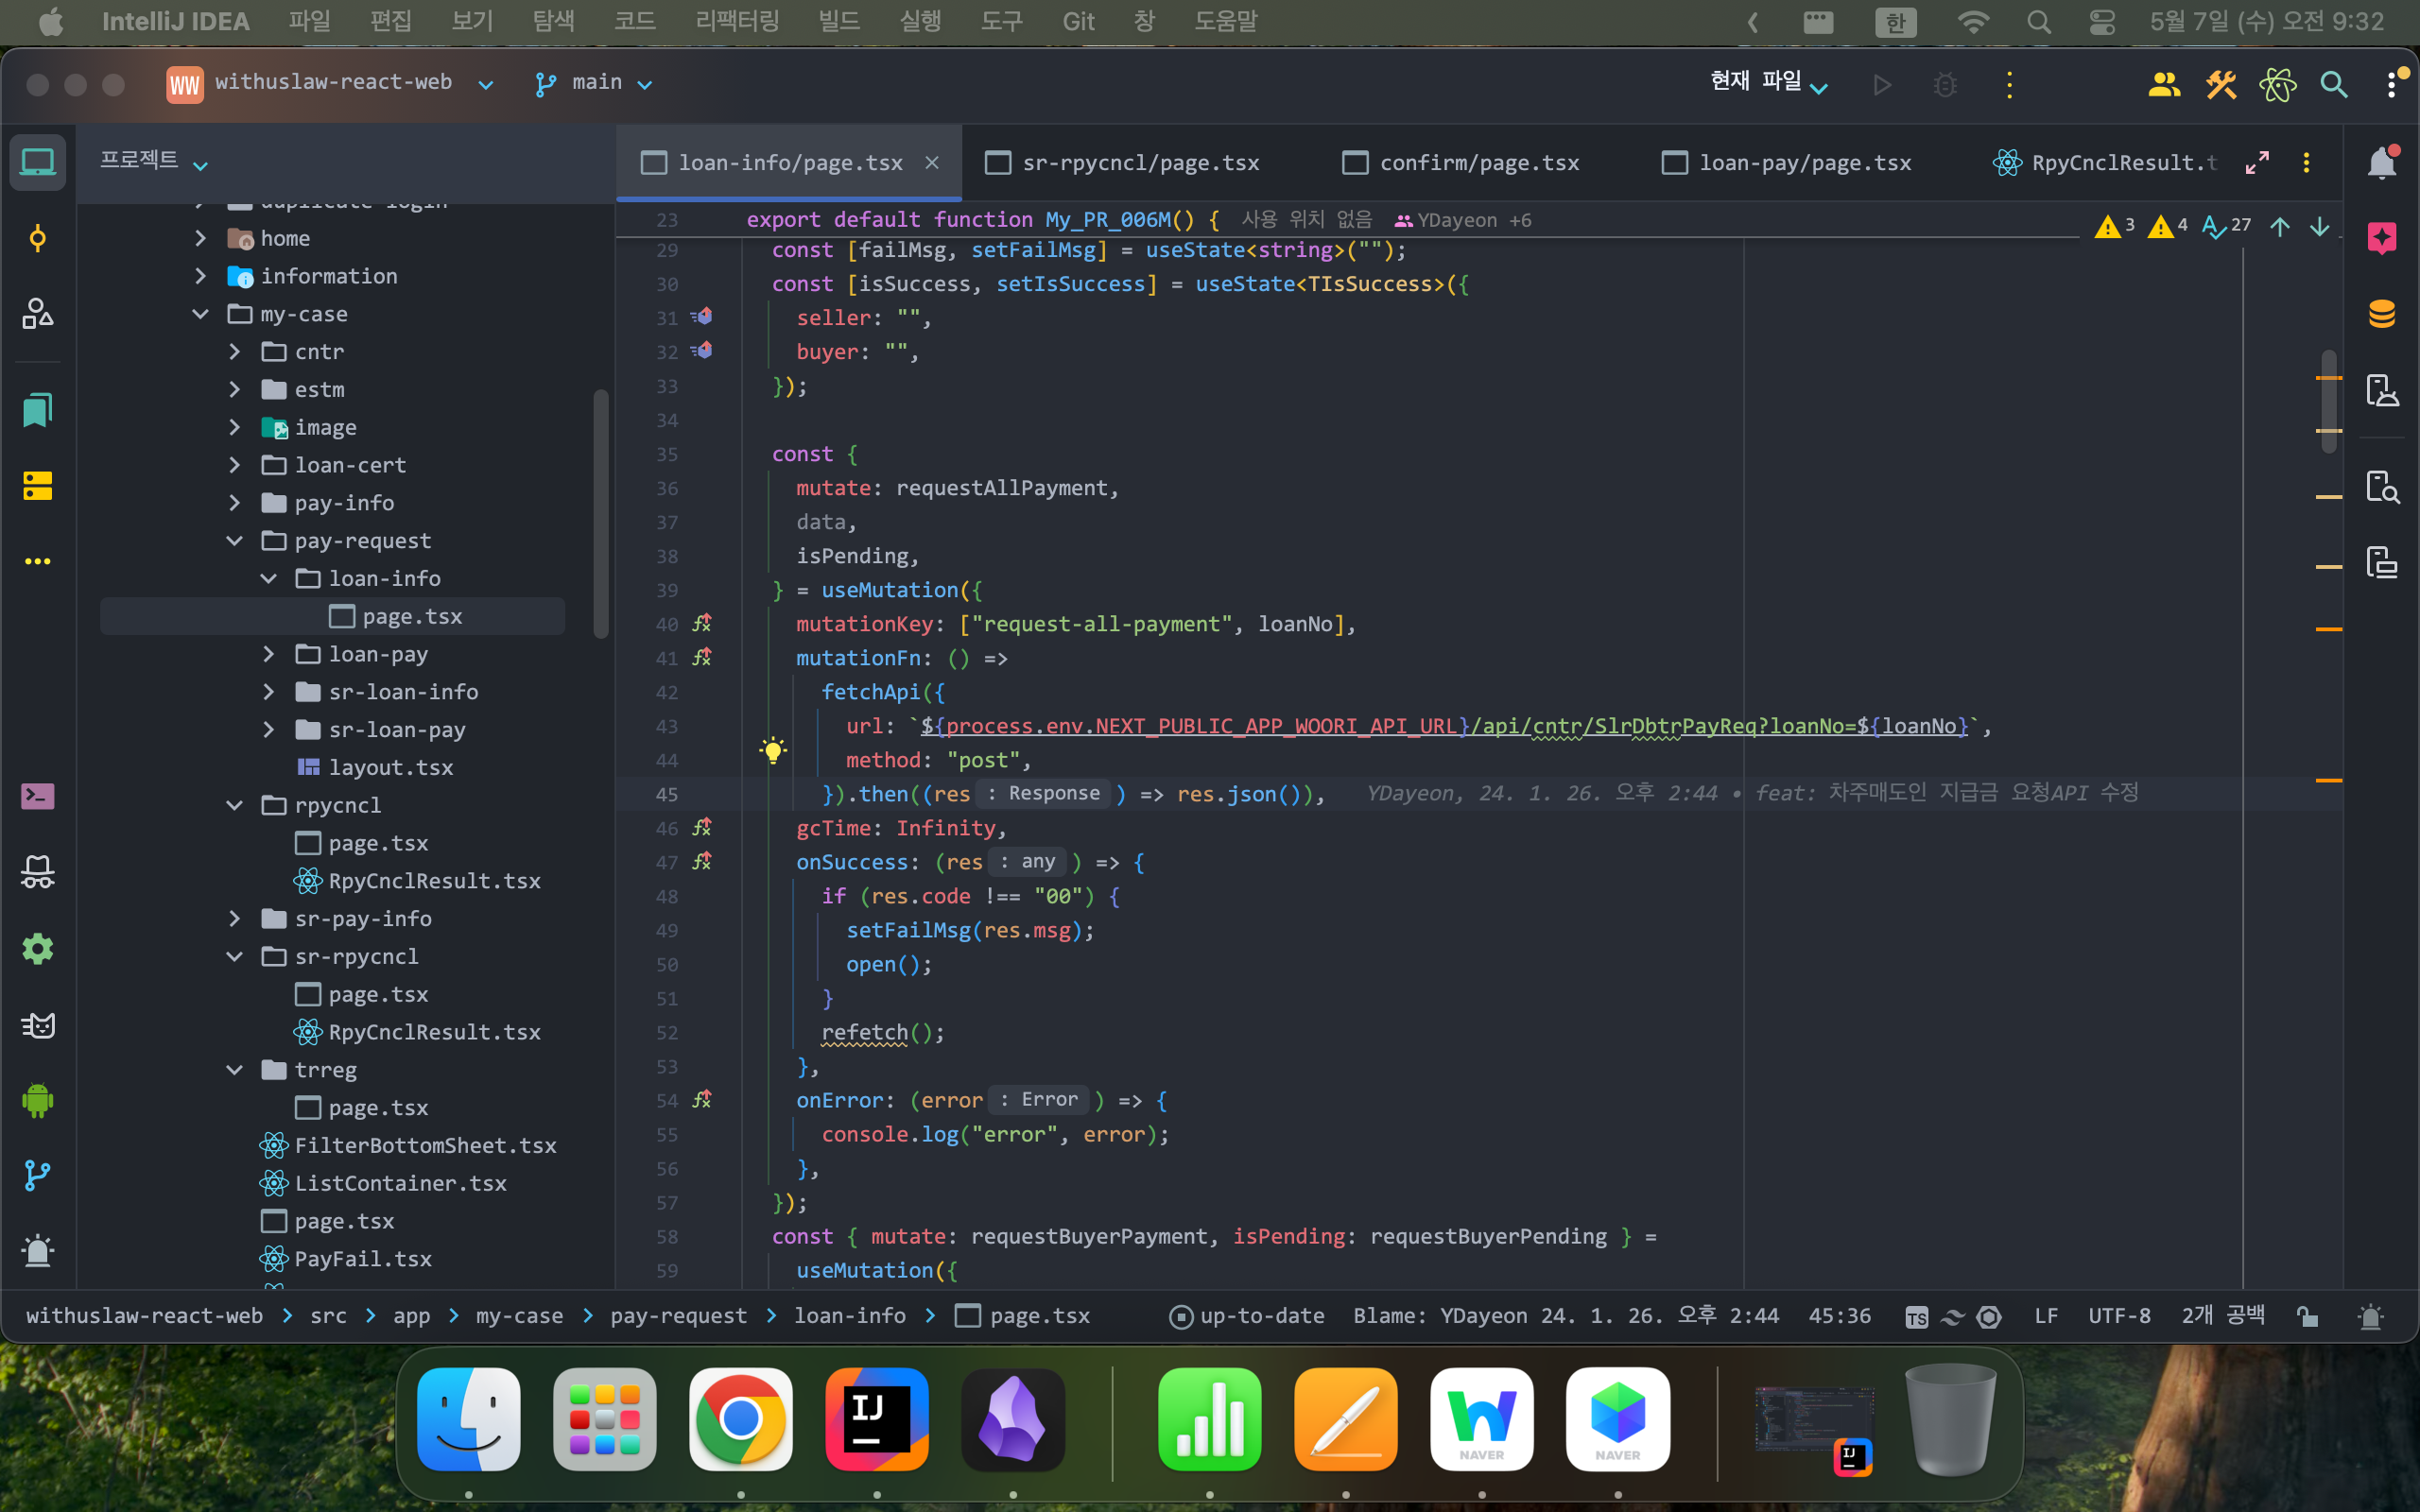 IntelliJ IDEA 파일 편집 보기 탐색 코드 리팩터링 빌드 실행 도구 Git 창 도움말 한 5월 7일 (수) 오전 9:32
WW withuslaw-react-web main 현재 파일
프로젝트
loan-info/page.tsx sr-rpycncl/page.tsx confirm/page.tsx loan-pay/page.tsx RpyCnclResult.t
duplicate-login
home
information
my-case
cntr
estm
image
loan-cert
pay-info
pay-request
loan-info
page.tsx
loan-pay
sr-loan-info
sr-loan-pay
layout.tsx
rpycncl
page.tsx
RpyCnclResult.tsx
sr-pay-info
sr-rpycncl
page.tsx
RpyCnclResult.tsx
trreg
page.tsx
FilterBottomSheet.tsx
ListContainer.tsx
page.tsx
PayFail.tsx
23 export default function My_PR_006M() { 사용 위치 없음 YDayeon +6
3 4 27
29 const [failMsg, setFailMsg] = useState<string>("");
30 const [isSuccess, setIsSuccess] = useState<TIsSuccess>({
31 seller: "",
32 buyer: "",
33 });
34
35 const {
36 mutate: requestAllPayment,
37 data,
38 isPending,
39 } = useMutation({
40 mutationKey: ["request-all-payment", loanNo],
41 mutationFn: () =>
42 fetchApi({
43 url: `${process.env.NEXT_PUBLIC_APP_WOORI_API_URL}/api/cntr/SlrDbtrPayReq?loanNo=${loanNo}`,
44 method: "post",
45 }).then((res : Response ) => res.json()), YDayeon, 24. 1. 26. 오후 2:44 • feat: 차주매도인 지급금 요청API 수정
46 gcTime: Infinity,
47 onSuccess: (res : any ) => {
48 if (res.code !== "00") {
49 setFailMsg(res.msg);
50 open();
51 }
52 refetch();
53 },
54 onError: (error : Error ) => {
55 console.log("error", error);
56 },
57 });
58 const { mutate: requestBuyerPayment, isPending: requestBuyerPending } =
59 useMutation({
withuslaw-react-web > src > app > my-case > pay-request > loan-info > page.tsx up-to-date Blame: YDayeon 24. 1. 26. 오후 2:44 45:36 TS LF UTF-8 2개 공백
IJ NAVER NAVER IJ